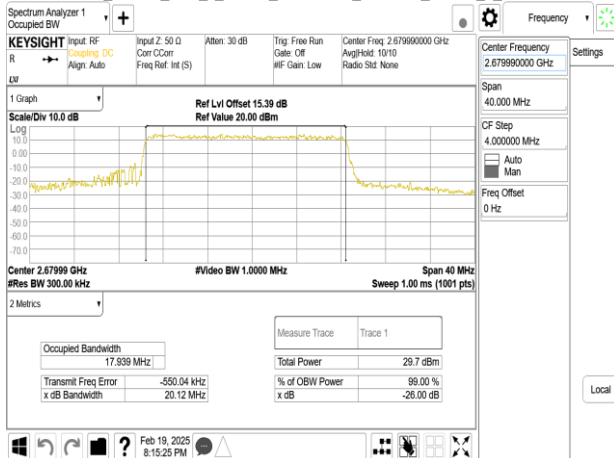 Spectrum Analyzer 1
Occupied BW
Frequency
KEYSIGHT
R
LXI
Input: RF
Coupling: DC
Align: Auto
Input Z: 50 Ω
Corr CCorr
Freq Ref: Int (S)
Atten: 30 dB
Trig: Free Run
Gate: Off
#IF Gain: Low
Center Freq: 2.679990000 GHz
Avg|Hold: 10/10
Radio Std: None
Center Frequency
2.679990000 GHz
Settings
Span
40.000 MHz
CF Step
4.000000 MHz
Auto
Man
Freq Offset
0 Hz
Local
1 Graph
Scale/Div 10.0 dB
Ref Lvl Offset 15.39 dB
Ref Value 20.00 dBm
Log
10.0
0.00
-10.0
-20.0
-30.0
-40.0
-50.0
-60.0
-70.0
Center 2.67999 GHz
#Res BW 300.00 kHz
#Video BW 1.0000 MHz
Span 40 MHz
Sweep 1.00 ms (1001 pts)
2 Metrics
Measure Trace Trace 1
Occupied Bandwidth
17.939 MHz
Total Power 29.7 dBm
Transmit Freq Error -550.04 kHz
% of OBW Power 99.00 %
x dB Bandwidth 20.12 MHz
x dB -26.00 dB
Feb 19, 2025
8:15:25 PM